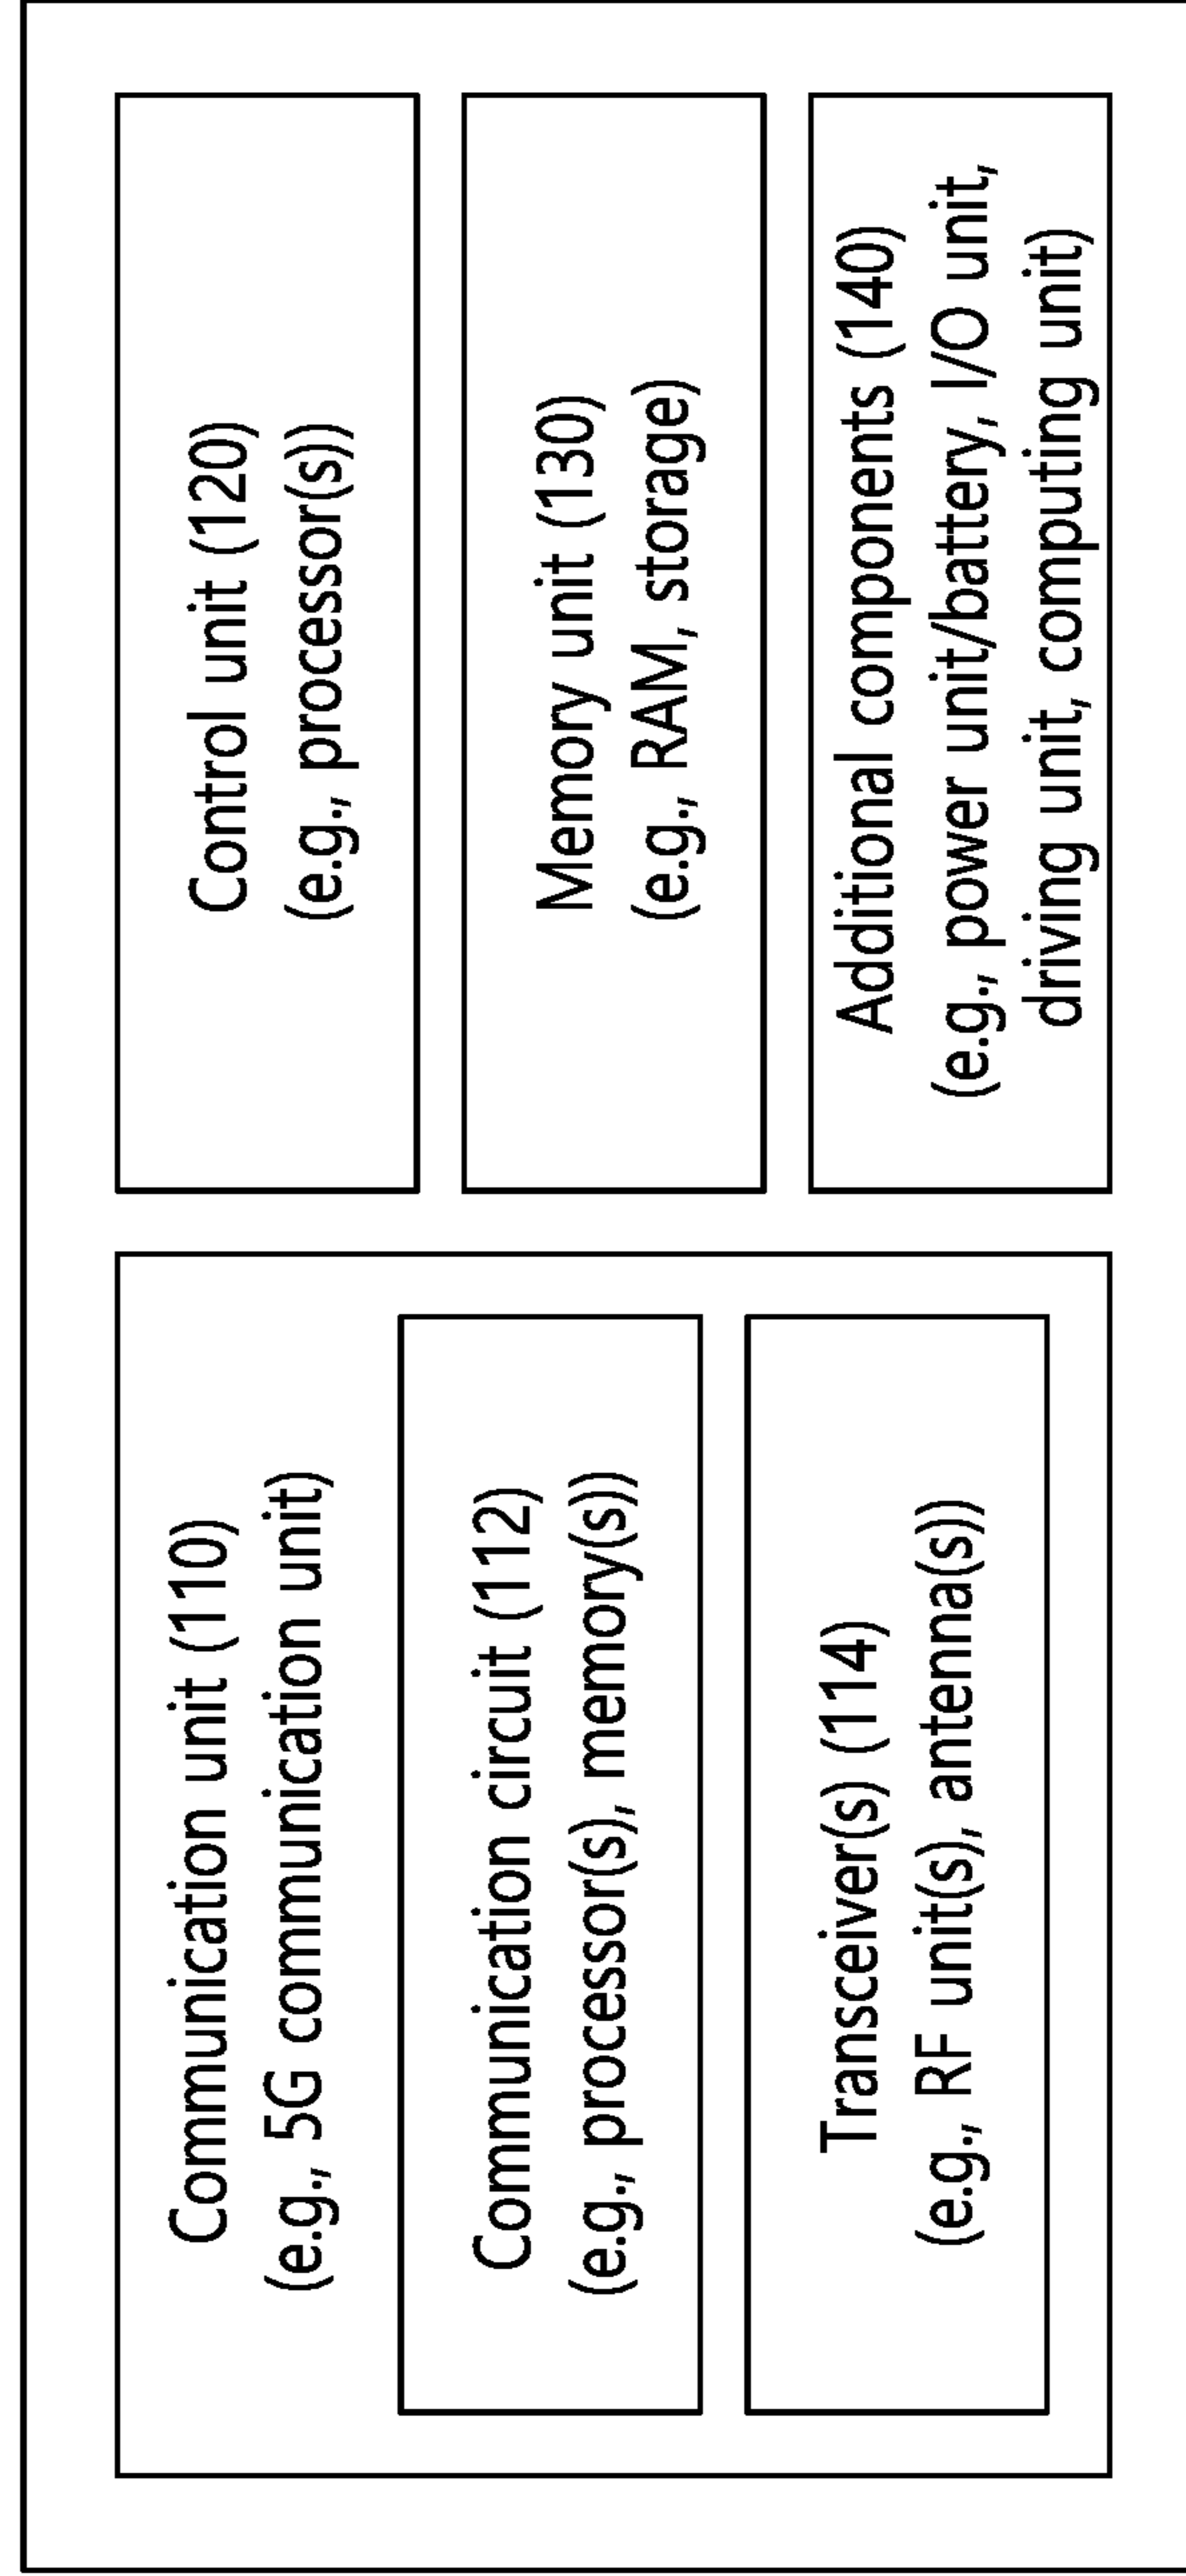 Communication unit (110)
(e.g., 5G communication unit)
Communication circuit (112)
(e.g., processor(s), memory(s))
Transceiver(s) (114)
(e.g., RF unit(s), antenna(s))
Control unit (120)
(e.g., processor(s))
Memory unit (130)
(e.g., RAM, storage)
Additional components (140)
(e.g., power unit/battery, I/O unit,
driving unit, computing unit)